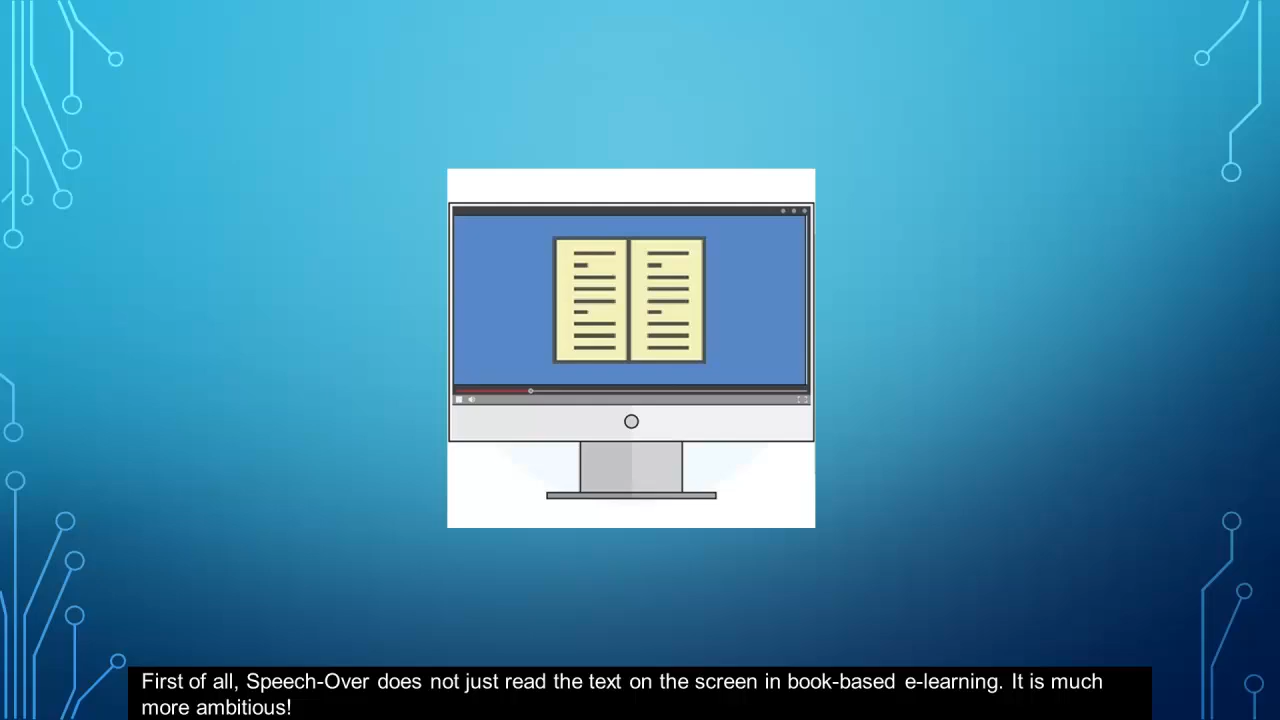 First of all, Speech-Over does not just read the text on the screen in book-based e-learning. It is much
more ambitious!